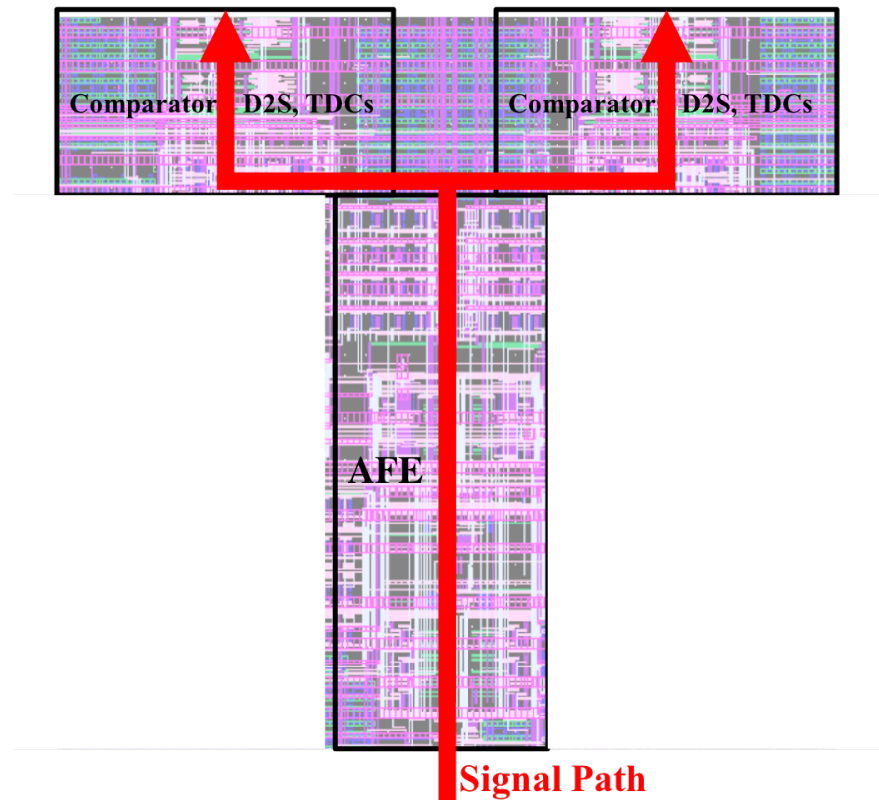 Comparator D2S, TDCs
Comparator D2S, TDCs
AFE
Signal Path